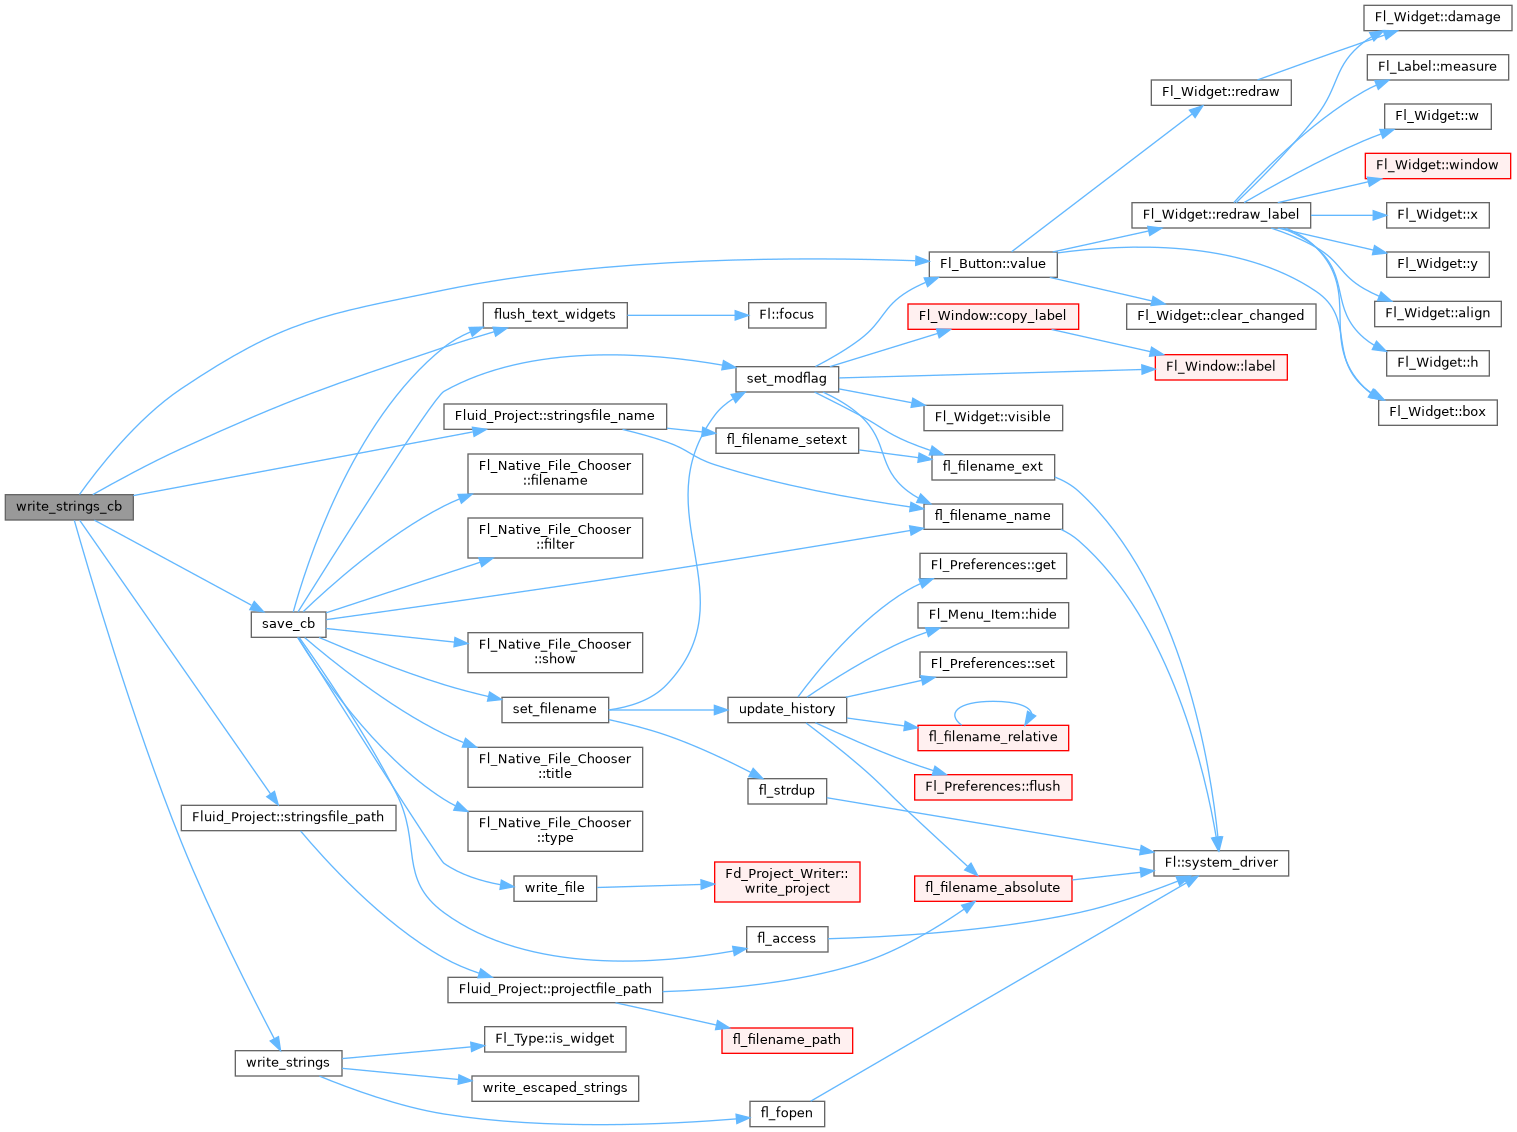 write_strings_cb
Fl_Button::value
flush_text_widgets
Fl::focus
Fluid_Project::stringsfile_name
save_cb
Fluid_Project::stringsfile_path
write_strings
Fl_Native_File_Chooser
::filename
Fl_Native_File_Chooser
::filter
Fl_Native_File_Chooser
::show
set_filename
Fl_Native_File_Chooser
::title
Fl_Native_File_Chooser
::type
write_file
Fluid_Project::projectfile_path
Fl_Type::is_widget
write_escaped_strings
set_modflag
fl_filename_setext
update_history
fl_strdup
Fd_Project_Writer::
write_project
fl_access
fl_filename_path
fl_fopen
Fl_Window::copy_label
Fl_Widget::visible
fl_filename_ext
fl_filename_name
Fl_Preferences::get
Fl_Menu_Item::hide
Fl_Preferences::set
fl_filename_relative
Fl_Preferences::flush
fl_filename_absolute
Fl_Widget::redraw
Fl_Widget::redraw_label
Fl_Widget::clear_changed
Fl_Window::label
Fl::system_driver
Fl_Widget::damage
Fl_Label::measure
Fl_Widget::w
Fl_Widget::window
Fl_Widget::x
Fl_Widget::y
Fl_Widget::align
Fl_Widget::h
Fl_Widget::box